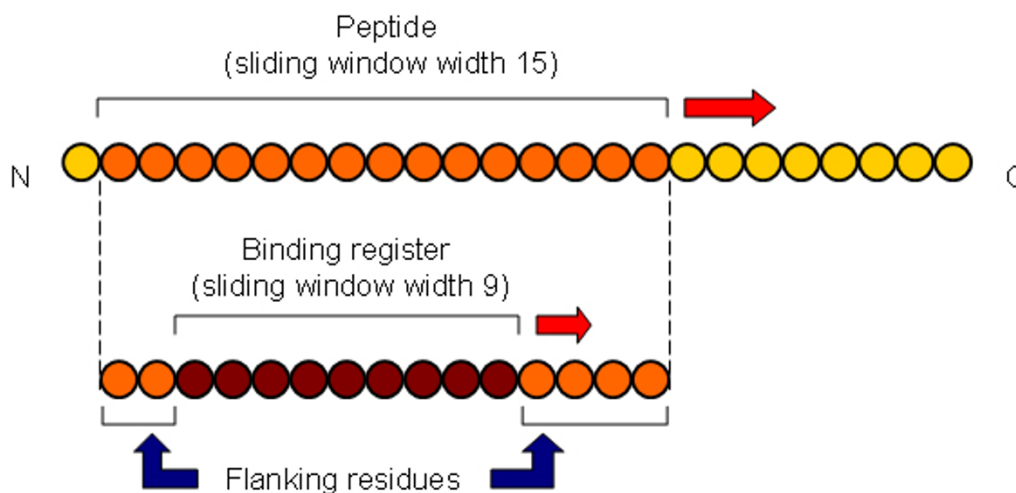 Peptide
(sliding window width 15)
N
Binding register
(sliding window width 9)
Flanking residues